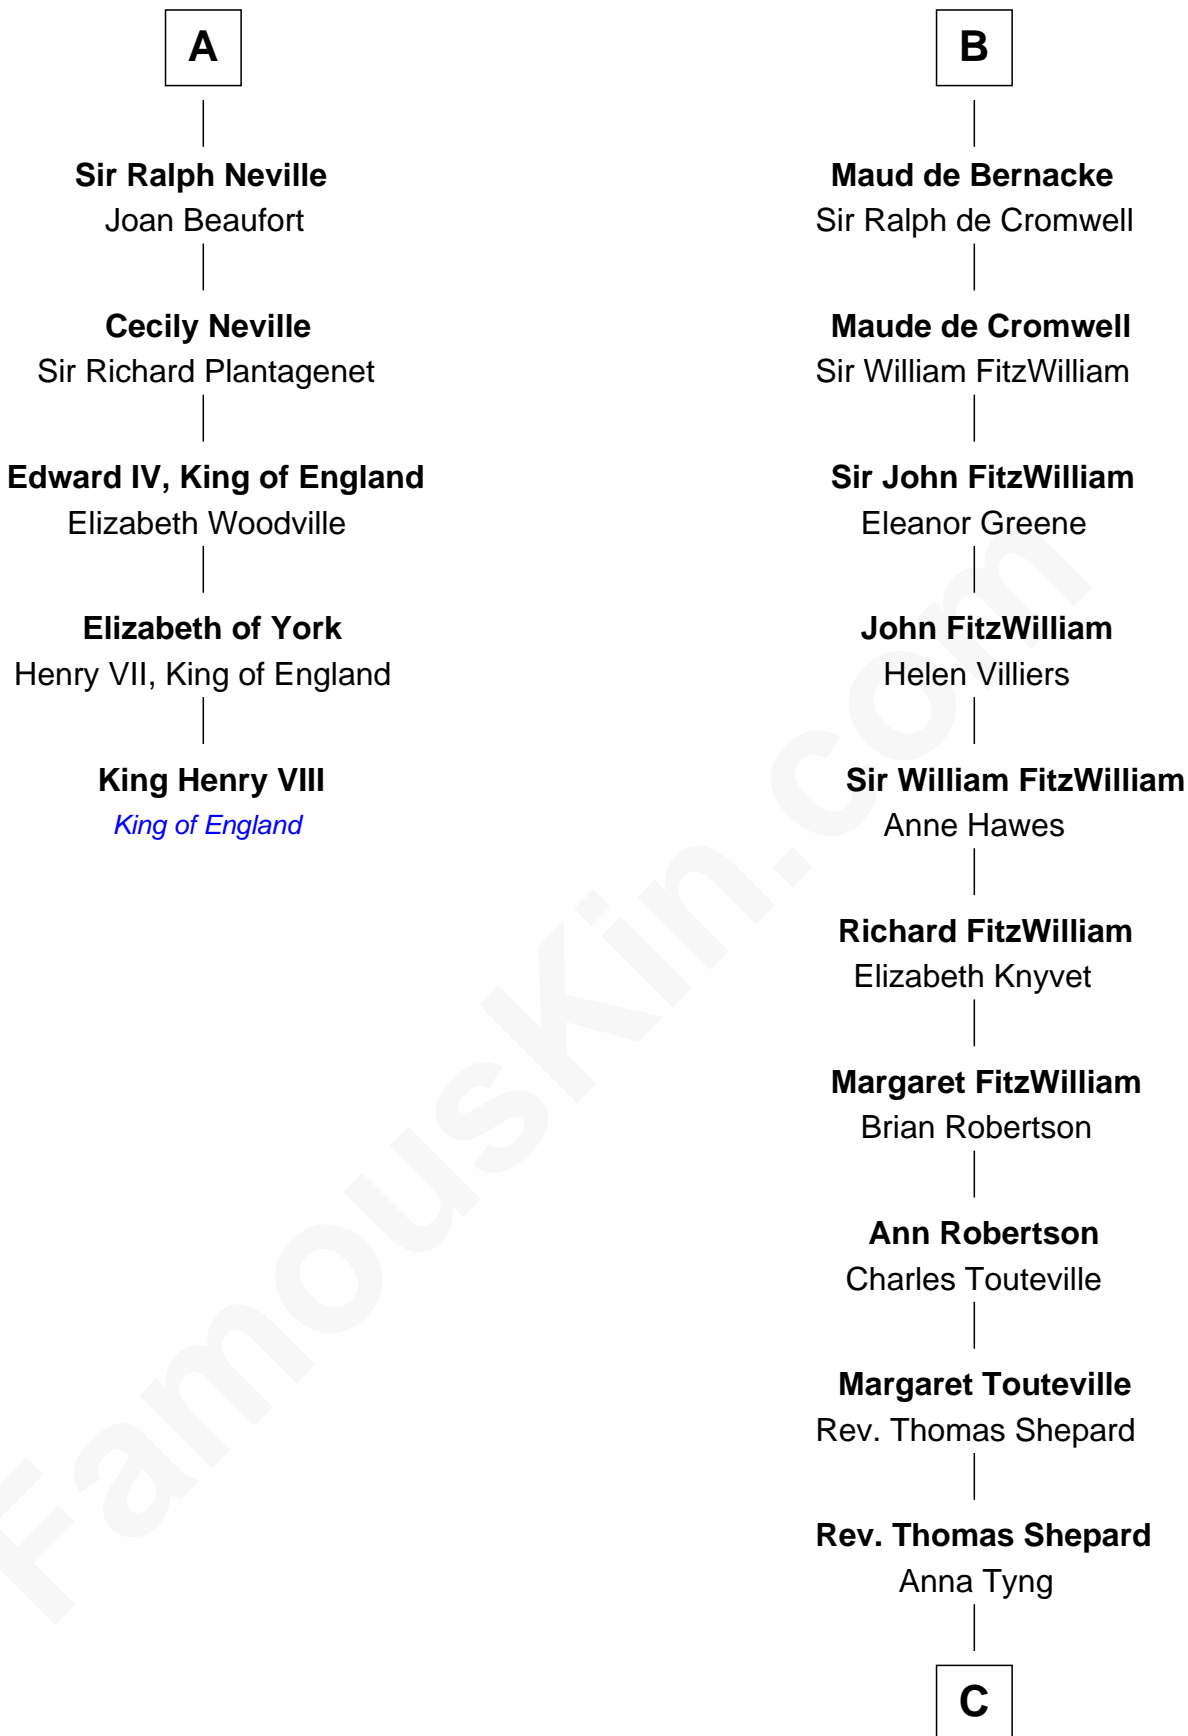 A
Sir Ralph Neville
Joan Beaufort
Cecily Neville
Sir Richard Plantagenet
Edward IV, King of England
Elizabeth Woodville
Elizabeth of York
Henry VII, King of England
King Henry VIII
King of England
B
Maud de Bernacke
Sir Ralph de Cromwell
Maude de Cromwell
Sir William FitzWilliam
Sir John FitzWilliam
Eleanor Greene
John FitzWilliam
Helen Villiers
Sir William FitzWilliam
Anne Hawes
Richard FitzWilliam
Elizabeth Knyvet
Margaret FitzWilliam
Brian Robertson
Ann Robertson
Charles Touteville
Margaret Touteville
Rev. Thomas Shepard
Rev. Thomas Shepard
Anna Tyng
C
FamousKin.com